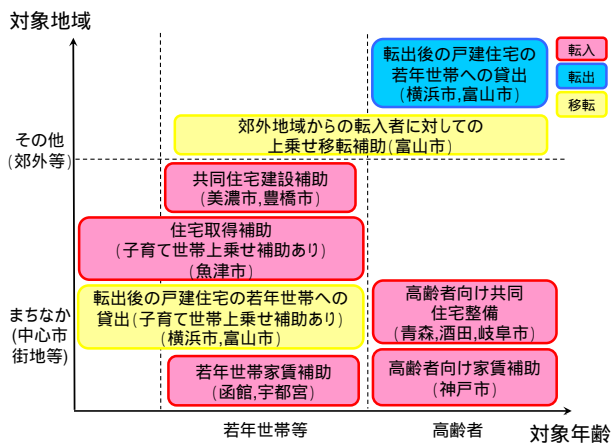 対象地域
転出後の戸建住宅の
若年世帯への貸出
(横浜市,富山市)
転入
転出
移転
郊外地域からの転入者に対しての
上乗せ移転補助(富山市)
その他
(郊外等)
共同住宅建設補助
(美濃市,豊橋市)
住宅取得補助
(子育て世帯上乗せ補助あり)
(魚津市)
転出後の戸建住宅の若年世帯への
貸出(子育て世帯上乗せ補助あり)
(横浜市,富山市)
高齢者向け共同
住宅整備
(青森,酒田,岐阜市)
まちなか
(中心市
街地等)
若年世帯家賃補助
(函館,宇都宮)
高齢者向け家賃補助
(神戸市)
若年世帯等
高齢者
対象年齢